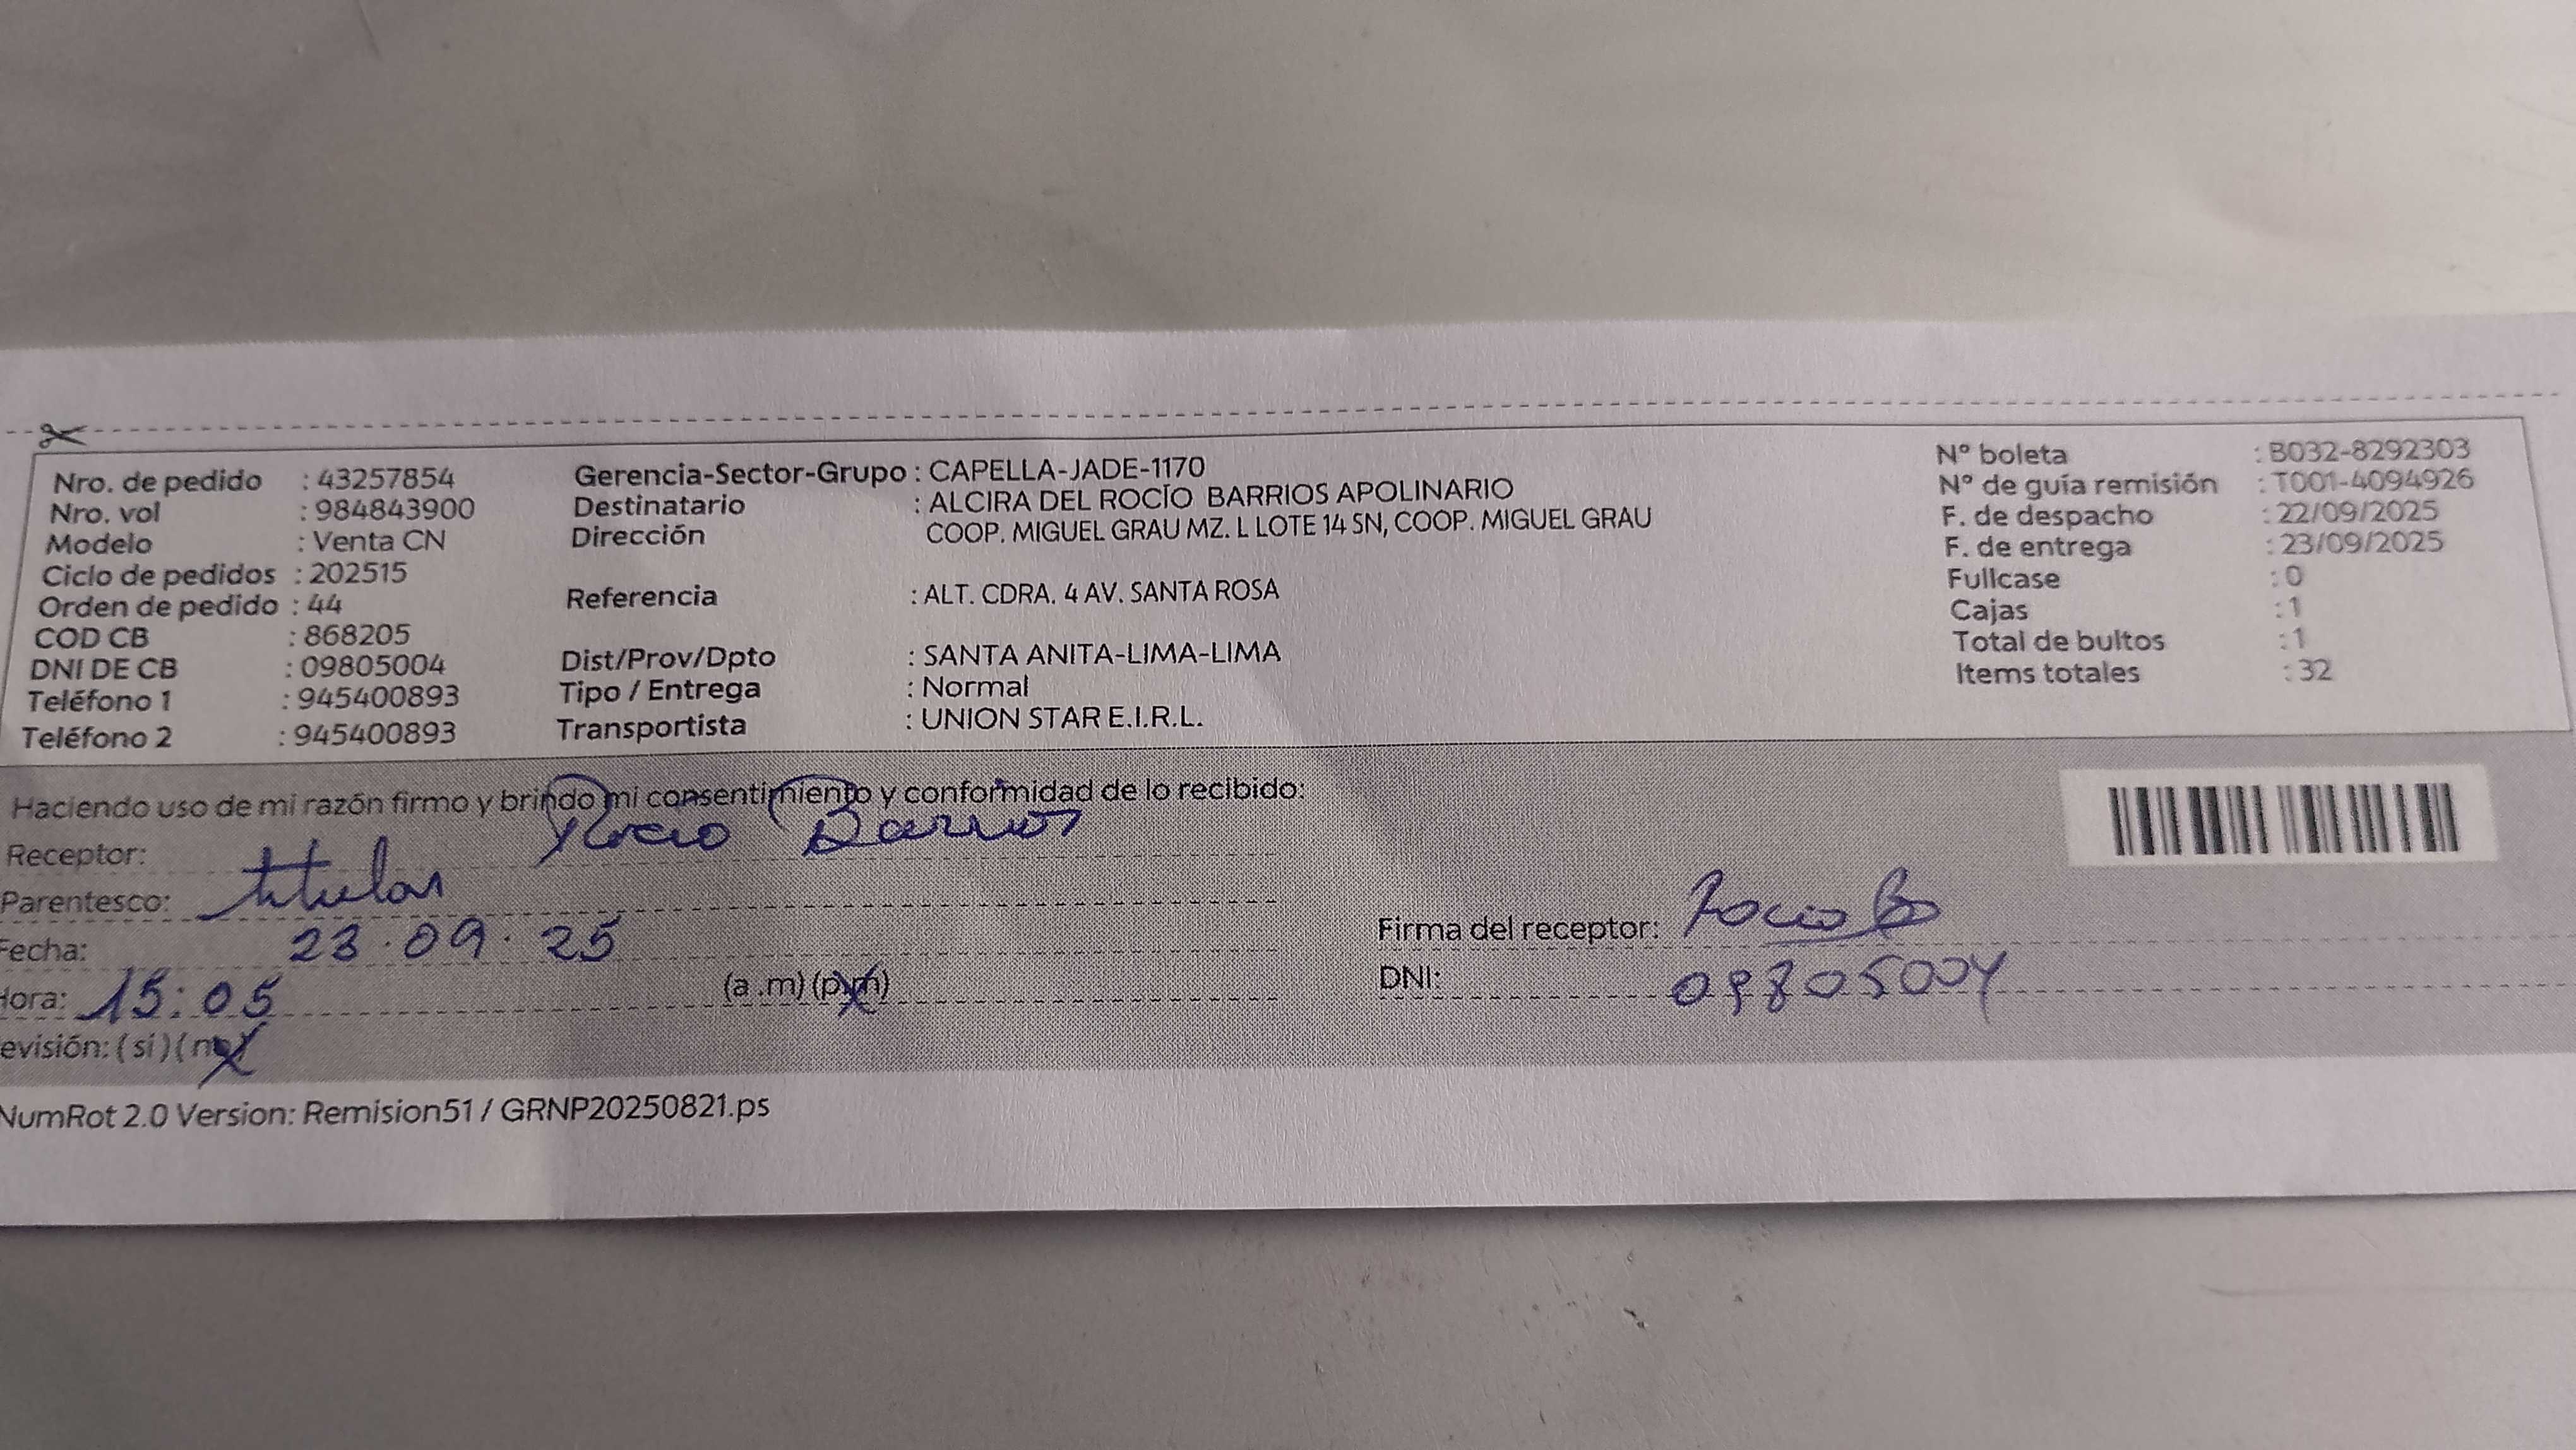 Nro. de pedido : 43257854
Nro. vol : 984843900
Modelo : Venta CN
Ciclo de pedidos : 202515
Orden de pedido : 44
COD CB : 868205
DNI DE CB : 09805004
Teléfono 1 : 945400893
Teléfono 2 : 945400893
Gerencia-Sector-Grupo : CAPELLA-JADE-1170
Destinatario : ALCIRA DEL ROCÍO BARRIOS APOLINARIO
Dirección COOP. MIGUEL GRAU MZ. L LOTE 14 SN, COOP. MIGUEL GRAU
Referencia : ALT. CDRA. 4 AV. SANTA ROSA
Dist/Prov/Dpto : SANTA ANITA-LIMA-LIMA
Tipo / Entrega : Normal
Transportista : UNION STAR E.I.R.L.
N° boleta : B032-8292303
N° de guía remisión : T001-4094926
F. de despacho : 22/09/2025
F. de entrega : 23/09/2025
Fullcase : 0
Cajas : 1
Total de bultos : 1
Items totales : 32
Haciendo uso de mi razón firmo y brindo mi consentimiento y conformidad de lo recibido:
Receptor: Rocio Barrios
Parentesco: titular
Fecha: 23.09.25
Hora: 15:05 (a .m) (p.m)
evisión: ( si ) ( no )
Firma del receptor: Rocio B
DNI: 09805004
NumRot 2.0 Version: Remision51 / GRNP20250821.ps